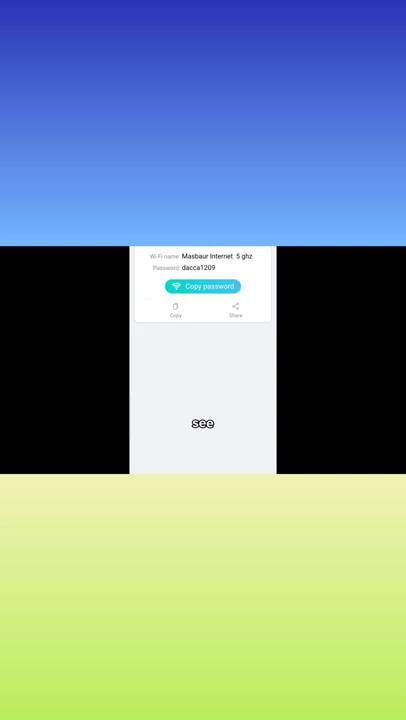 Wi-Fi name: Masbaur Internet 5 ghz
Password: dacca1209
Copy password
Copy Share
see